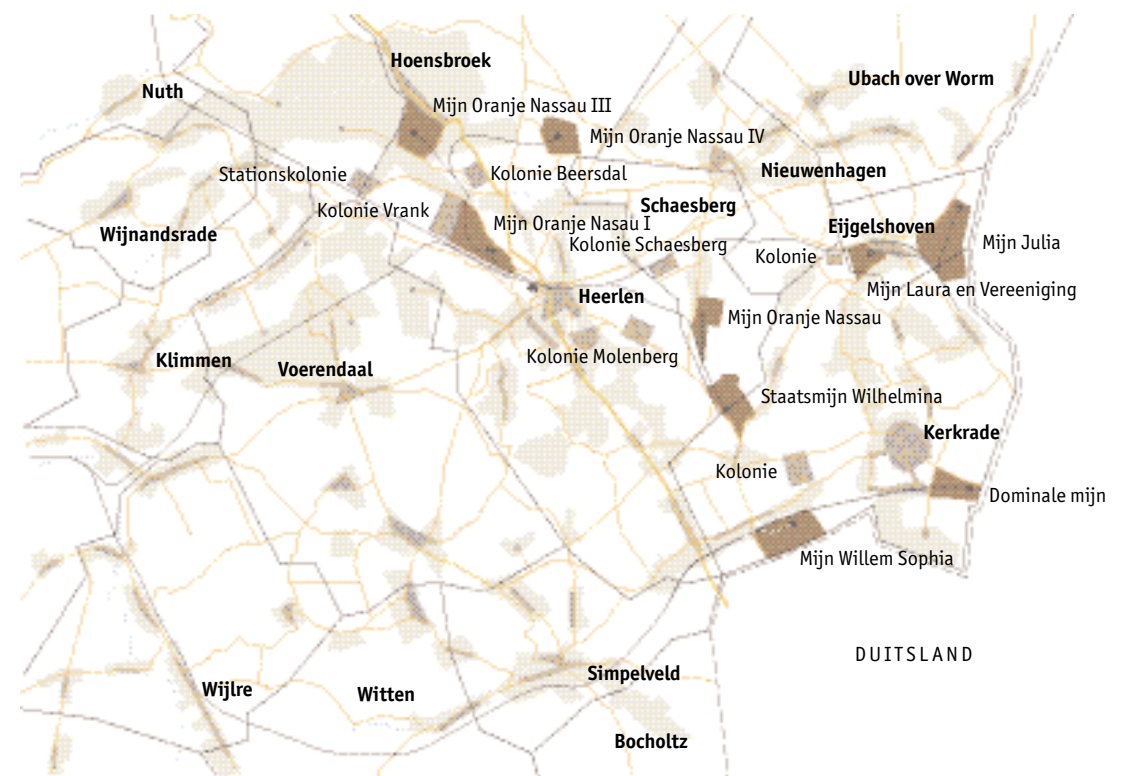 Hoensbroek
Ubach over Worm
Nuth
Mijn Oranje Nassau III
Mijn Oranje Nassau IV
Nieuwenhagen
Stationskolonie
Kolonie Beersdal
Kolonie Vrank
Schaesberg
Mijn Oranje Nasau I
Eijgelshoven
Wijnandsrade
Kolonie Schaesberg
Mijn Julia
Kolonie
Mijn Laura en Vereeniging
Heerlen
Mijn Oranje Nassau
Kolonie Molenberg
Klimmen
Voerendaal
Staatsmijn Wilhelmina
Kerkrade
Kolonie
Dominale mijn
Mijn Willem Sophia
DUITSLAND
Simpelveld
Wijlre
Witten
Bocholtz